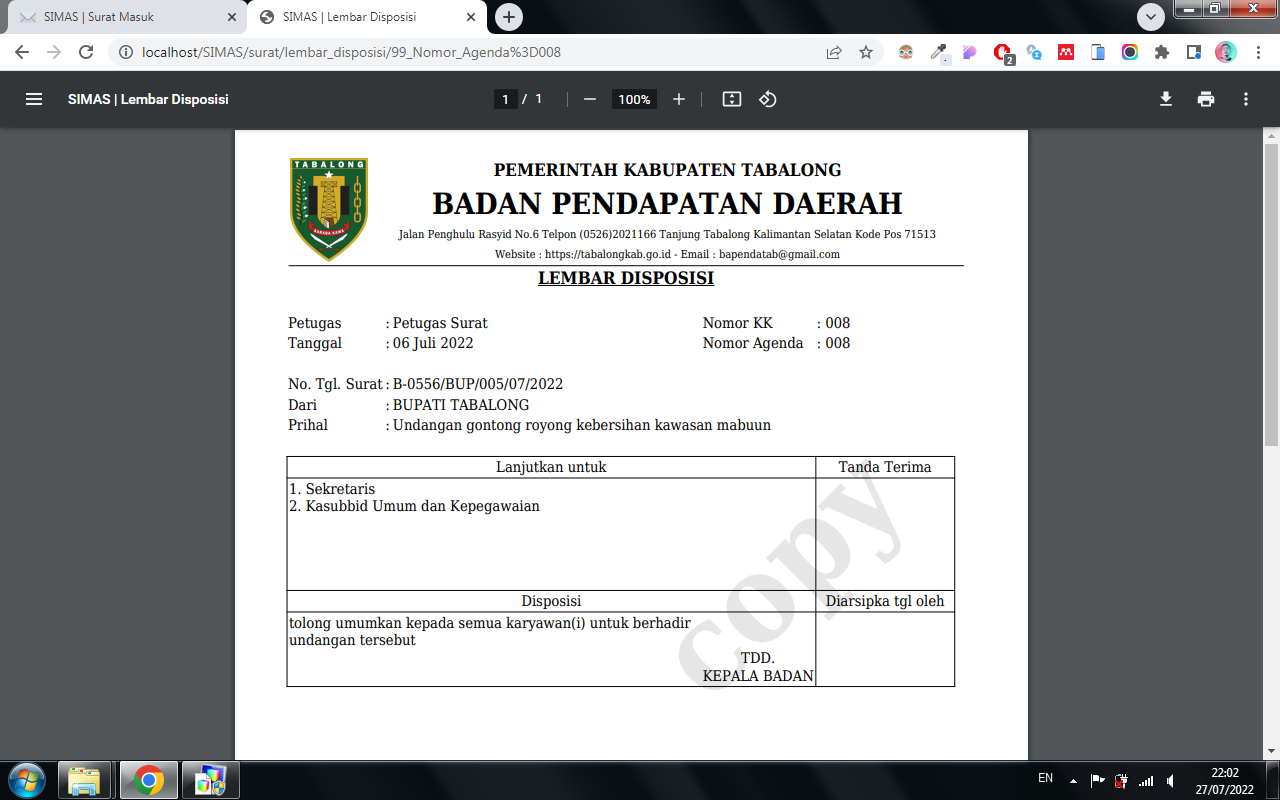 SIMAS | Surat Masuk
SIMAS | Lembar Disposisi
localhost/SIMAS/surat/lembar_disposisi/99_Nomor_Agenda%3D008
2
SIMAS | Lembar Disposisi
1 / 1
100%
TABALONG
PEMERINTAH KABUPATEN TABALONG
BADAN PENDAPATAN DAERAH
Jalan Penghulu Rasyid No.6 Telpon (0526)2021166 Tanjung Tabalong Kalimantan Selatan Kode Pos 71513
Website : https://tabalongkab.go.id - Email : bapendatab@gmail.com
LEMBAR DISPOSISI
Petugas : Petugas Surat Nomor KK : 008
Tanggal : 06 Juli 2022 Nomor Agenda : 008
No. Tgl. Surat : B-0556/BUP/005/07/2022
Dari : BUPATI TABALONG
Prihal : Undangan gontong royong kebersihan kawasan mabuun
Lanjutkan untuk Tanda Terima
1. Sekretaris
2. Kasubbid Umum dan Kepegawaian
copy
Disposisi Diarsipka tgl oleh
tolong umumkan kepada semua karyawan(i) untuk berhadir
undangan tersebut
TDD.
KEPALA BADAN
EN
22:02
27/07/2022